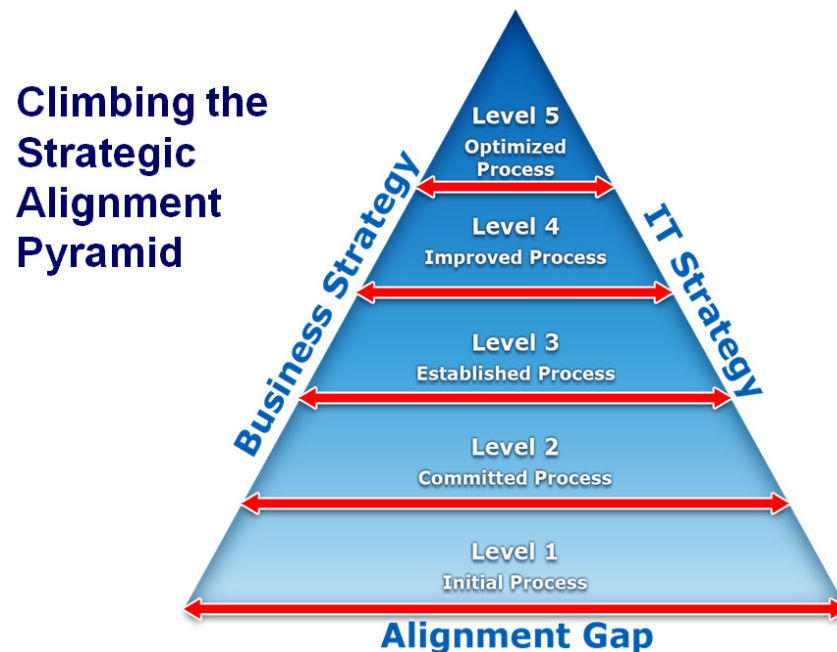 Climbing the
Strategic
Alignment
Pyramid
Business Strategy
IT Strategy
Level 5
Optimized
Process
Level 4
Improved Process
Level 3
Established Process
Level 2
Committed Process
Level 1
Initial Process
Alignment Gap